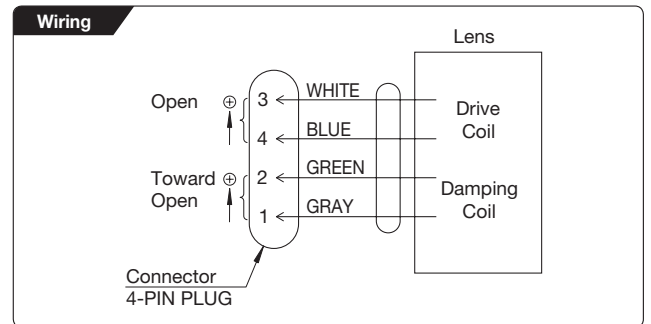 Wiring
Lens
Open ⊕ 3 WHITE
Drive
Coil
4 BLUE
Toward
Open
⊕ 2 GREEN
Damping
Coil
1 GRAY
Connector
4-PIN PLUG